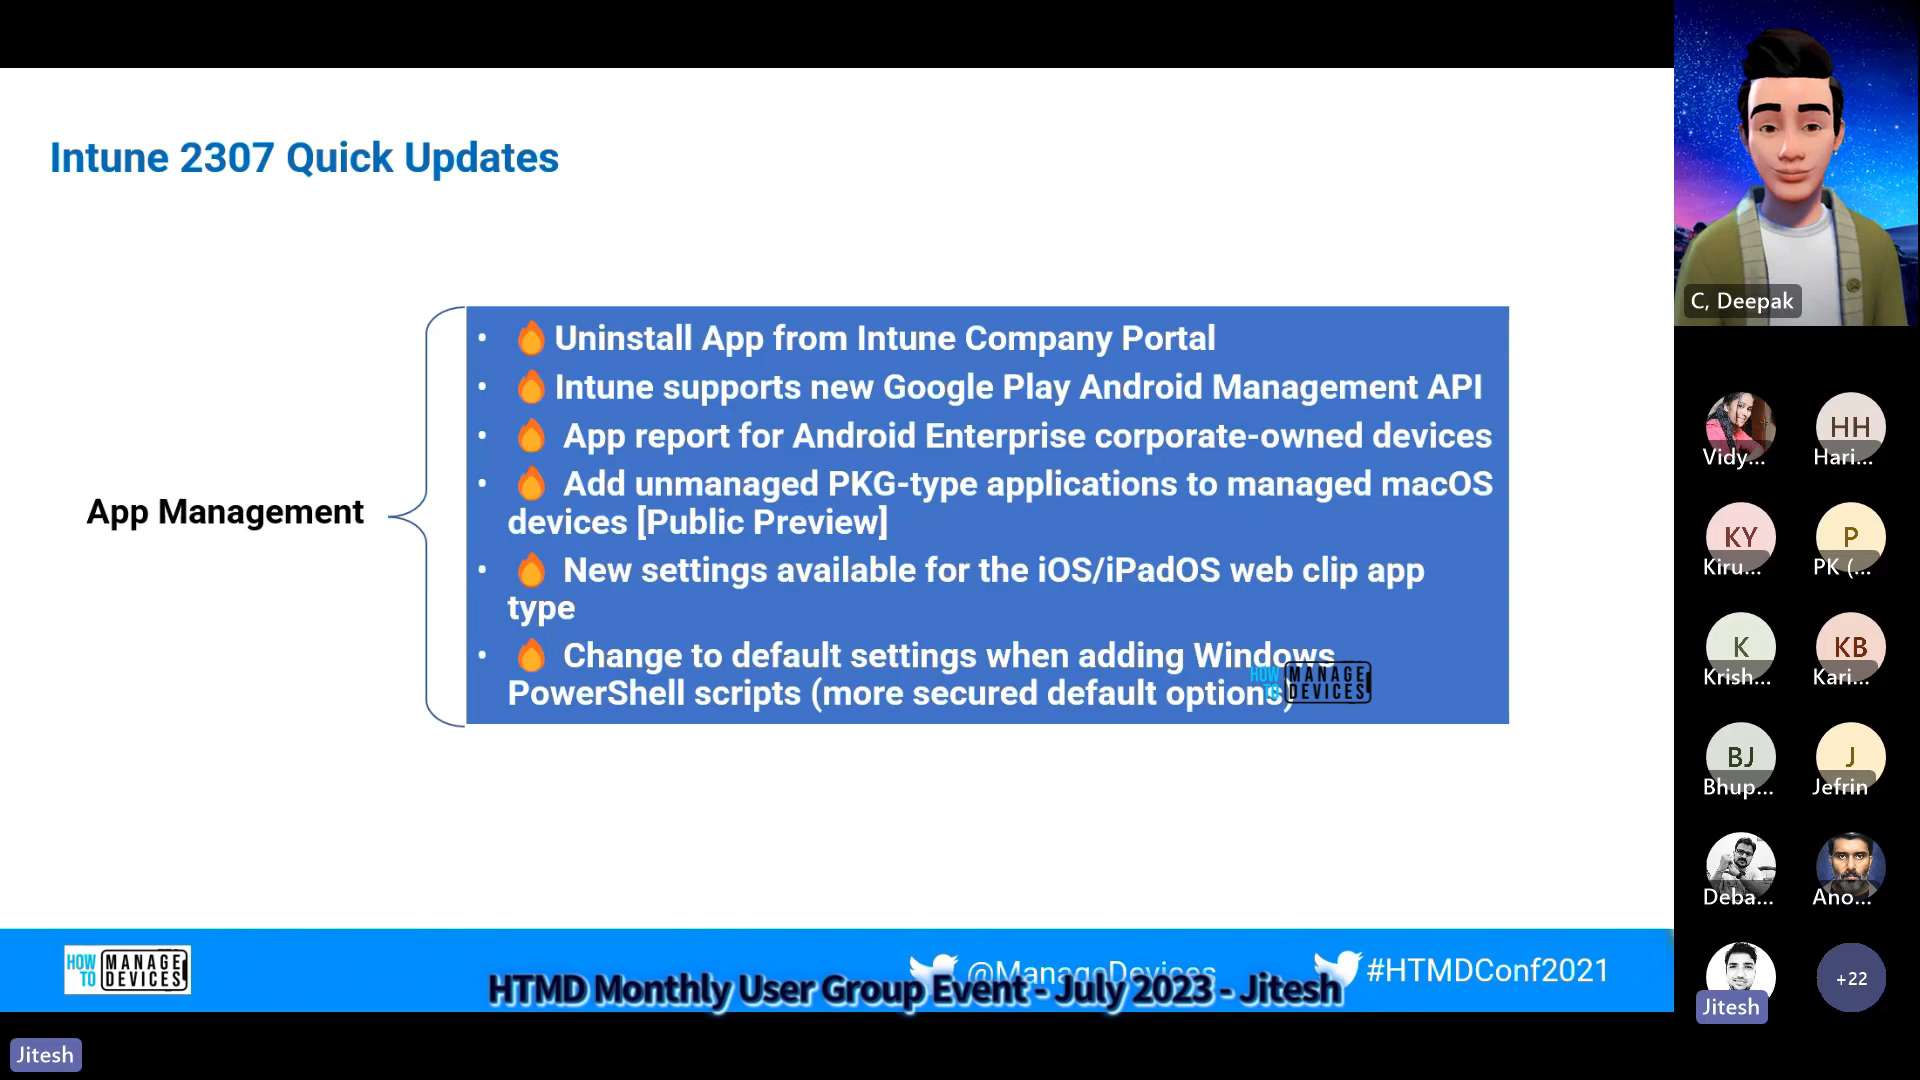 Intune 2307 Quick Updates
App Management
• Uninstall App from Intune Company Portal
• Intune supports new Google Play Android Management API
• App report for Android Enterprise corporate-owned devices
• Add unmanaged PKG-type applications to managed macOS
devices [Public Preview]
• New settings available for the iOS/iPadOS web clip app
type
• Change to default settings when adding Windows
PowerShell scripts (more secured default options)
HOW TO MANAGE DEVICES
HOW TO MANAGE DEVICES
@ManageDevices
#HTMDConf2021
HTMD Monthly User Group Event - July 2023 - Jitesh
Jitesh
C, Deepak
Vidy...
HH
Hari...
KY
Kiru...
P
PK (...
K
Krish...
KB
Kari...
BJ
Bhup...
J
Jefrin
Deba...
Ano...
Jitesh
+22